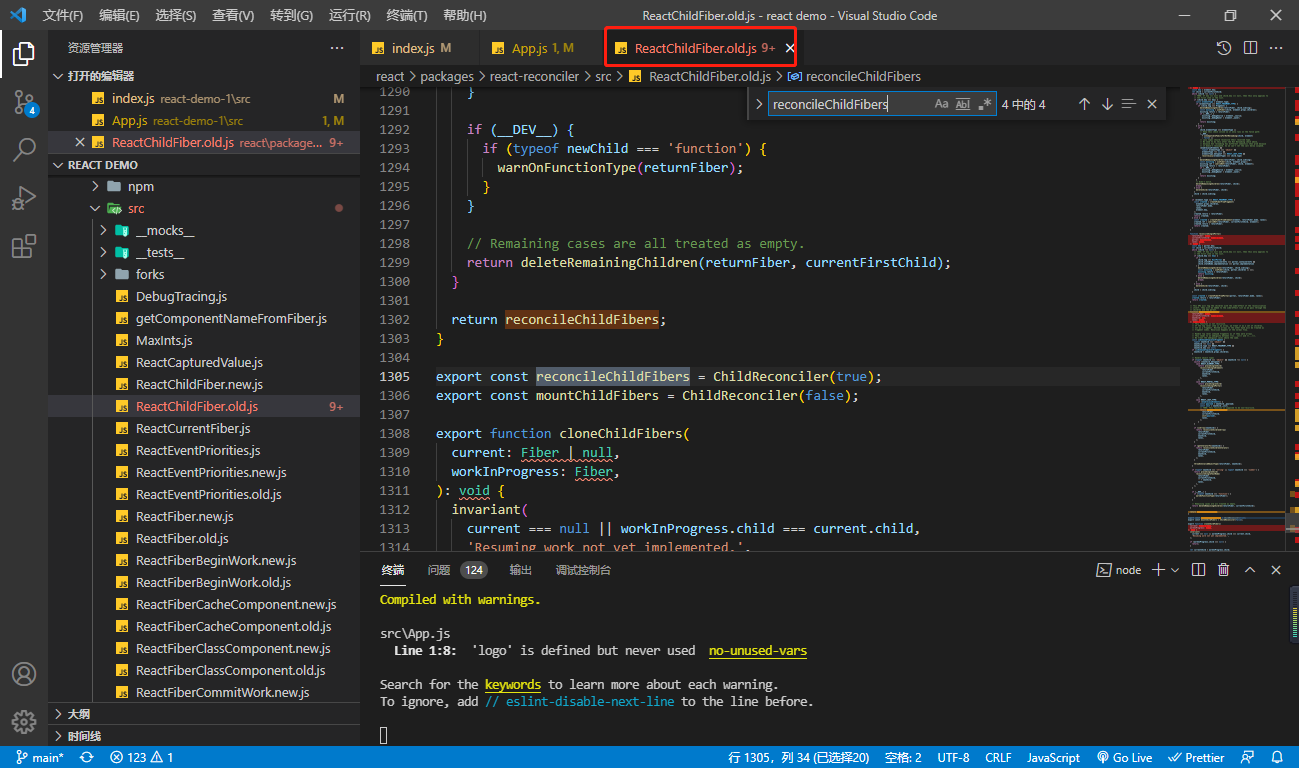 文件(F) 编辑(E) 选择(S) 查看(V) 转到(G) 运行(R) 终端(T) 帮助(H) ReactChildFiber.old.js - react demo - Visual Studio Code
资源管理器
打开的编辑器
index.js react-demo-1\src M
App.js react-demo-1\src 1, M
ReactChildFiber.old.js react\package... 9+
REACT DEMO
npm
src
__mocks__
__tests__
forks
DebugTracing.js
getComponentNameFromFiber.js
MaxInts.js
ReactCapturedValue.js
ReactChildFiber.new.js
ReactChildFiber.old.js 9+
ReactCurrentFiber.js
ReactEventPriorities.js
ReactEventPriorities.new.js
ReactEventPriorities.old.js
ReactFiber.new.js
ReactFiber.old.js
ReactFiberBeginWork.new.js
ReactFiberBeginWork.old.js
ReactFiberCacheComponent.new.js
ReactFiberCacheComponent.old.js
ReactFiberClassComponent.new.js
ReactFiberClassComponent.old.js
ReactFiberCommitWork.new.js
大纲
时间线
4
index.js M App.js 1, M ReactChildFiber.old.js 9+
react > packages > react-reconciler > src > ReactChildFiber.old.js > reconcileChildFibers
reconcileChildFibers Aa Abl .* 4 中的 4
1290 }
1291
1292 if (__DEV__) {
1293 if (typeof newChild === 'function') {
1294 warnOnFunctionType(returnFiber);
1295 }
1296 }
1297
1298 // Remaining cases are all treated as empty.
1299 return deleteRemainingChildren(returnFiber, currentFirstChild);
1300 }
1301
1302 return reconcileChildFibers;
1303 }
1304
1305 export const reconcileChildFibers = ChildReconciler(true);
1306 export const mountChildFibers = ChildReconciler(false);
1307
1308 export function cloneChildFibers(
1309 current: Fiber | null,
1310 workInProgress: Fiber,
1311 ): void {
1312 invariant(
1313 current === null || workInProgress.child === current.child,
1314 'Resuming work not yet implemented.',
终端 问题 124 输出 调试控制台 node
Compiled with warnings.
src\App.js
Line 1:8: 'logo' is defined but never used no-unused-vars
Search for the keywords to learn more about each warning.
To ignore, add // eslint-disable-next-line to the line before.
main* 123 1 行 1305，列 34 (已选择20) 空格: 2 UTF-8 CRLF JavaScript Go Live Prettier